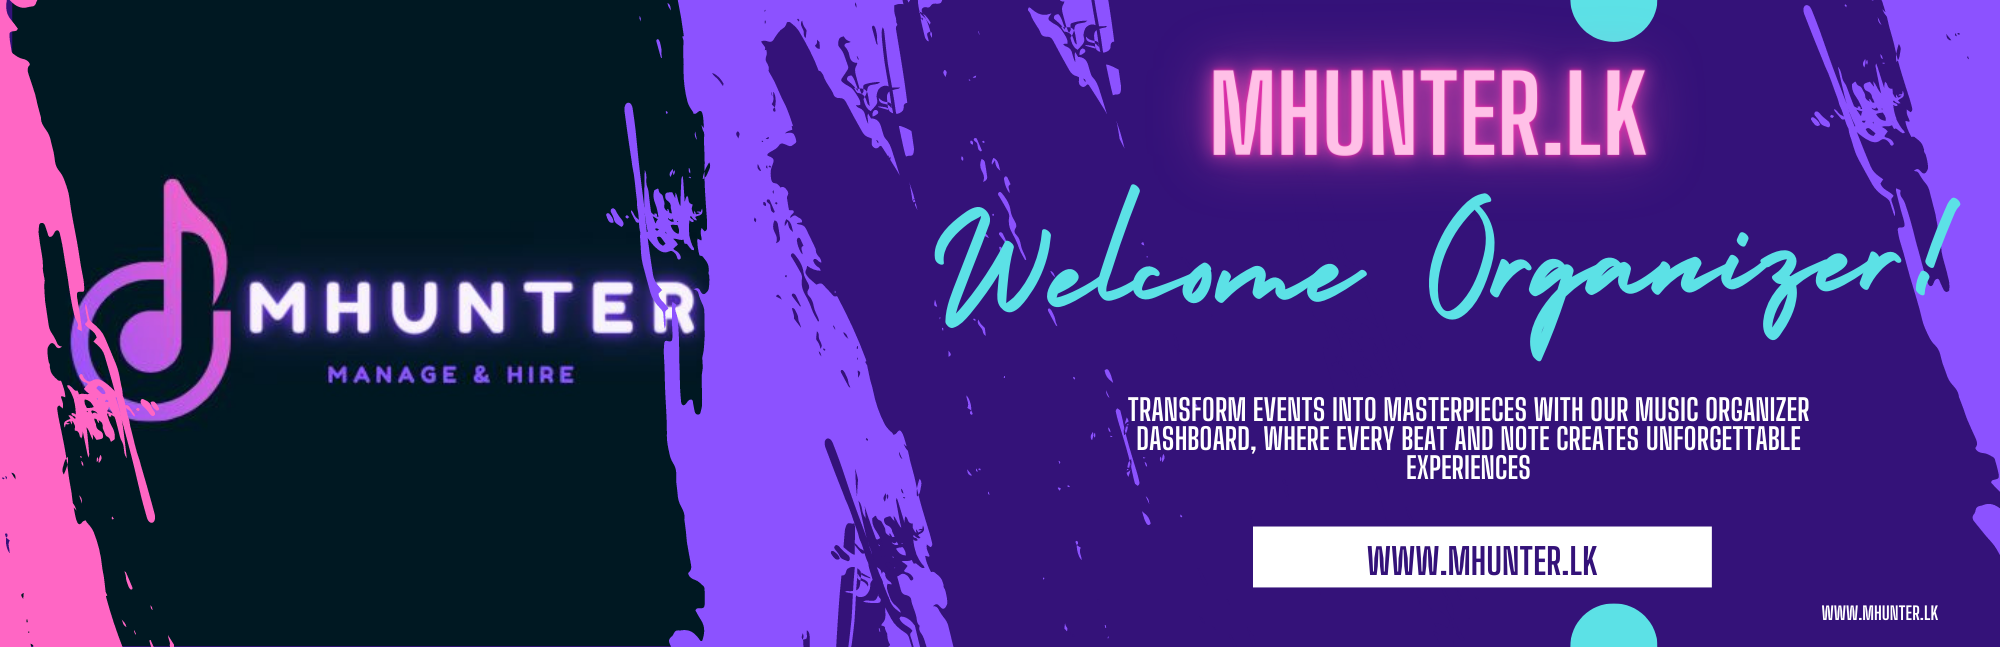 MHUNTER
MANAGE & HIRE
MHUNTER.LK
Welcome Organizer!
TRANSFORM EVENTS INTO MASTERPIECES WITH OUR MUSIC ORGANIZER
DASHBOARD, WHERE EVERY BEAT AND NOTE CREATES UNFORGETTABLE
EXPERIENCES
WWW.MHUNTER.LK
WWW.MHUNTER.LK